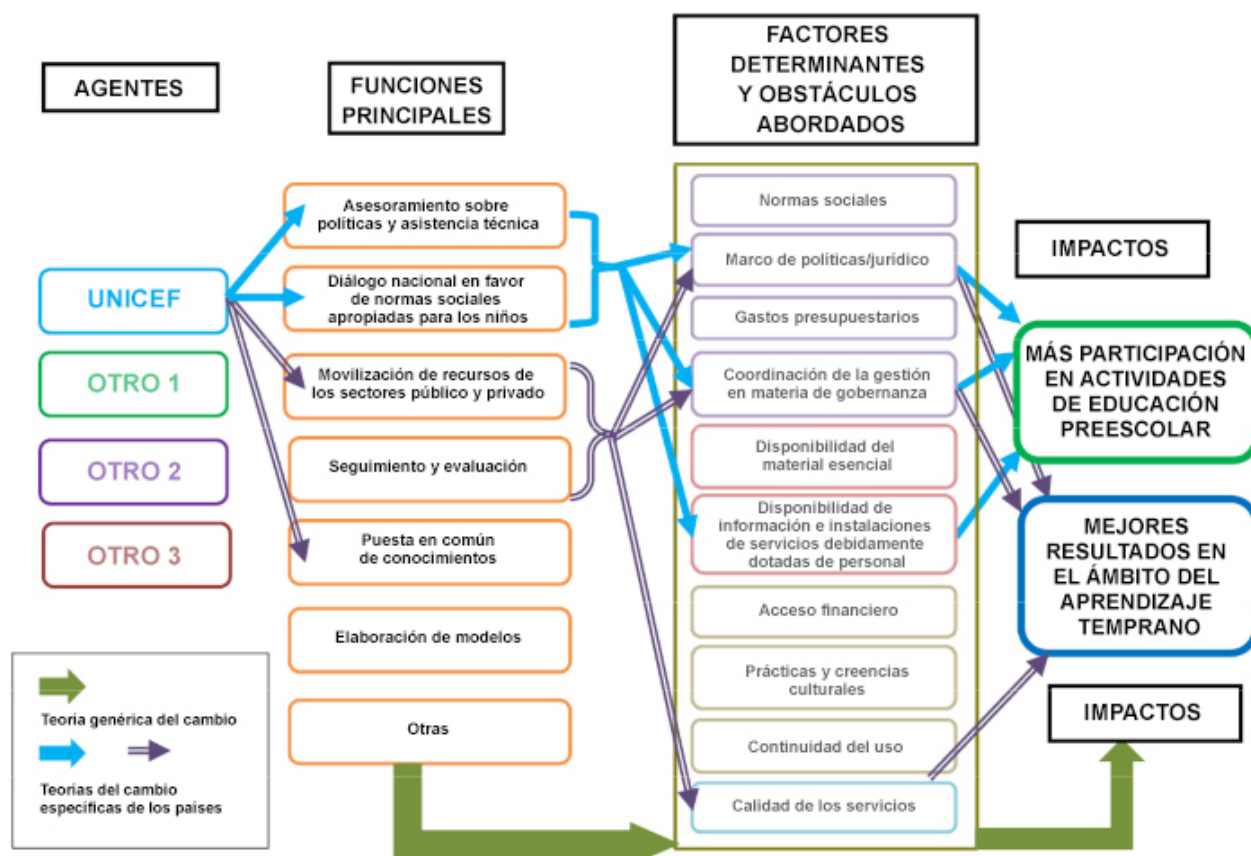 AGENTES
FUNCIONES
PRINCIPALES
FACTORES
DETERMINANTES
Y OBSTÁCULOS
ABORDADOS
UNICEF
OTRO 1
OTRO 2
OTRO 3
Asesoramiento sobre
políticas y asistencia técnica
Diálogo nacional en favor
de normas sociales
apropiadas para los niños
Movilización de recursos de
los sectores público y privado
Seguimiento y evaluación
Puesta en común
de conocimientos
Elaboración de modelos
Otras
Normas sociales
Marco de políticas/jurídico
Gastos presupuestarios
Coordinación de la gestión
en materia de gobernanza
Disponibilidad del
material esencial
Disponibilidad de
información e instalaciones
de servicios debidamente
dotadas de personal
Acceso financiero
Prácticas y creencias
culturales
Continuidad del uso
Calidad de los servicios
IMPACTOS
MÁS PARTICIPACIÓN
EN ACTIVIDADES
DE EDUCACIÓN
PREESCOLAR
MEJORES
RESULTADOS EN
EL ÁMBITO DEL
APRENDIZAJE
TEMPRANO
IMPACTOS
Teoría genérica del cambio
Teorías del cambio
específicas de los países